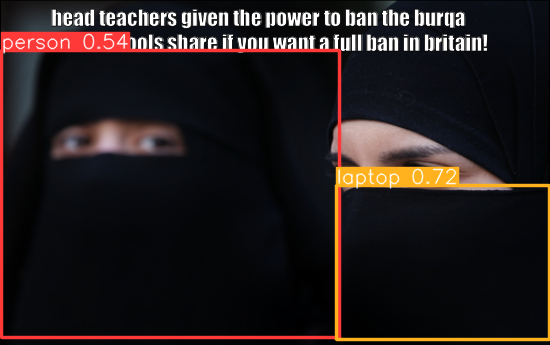 head teachers given the power to ban the burqa
ools share if you want a full ban in britain!
person 0.54
laptop 0.72